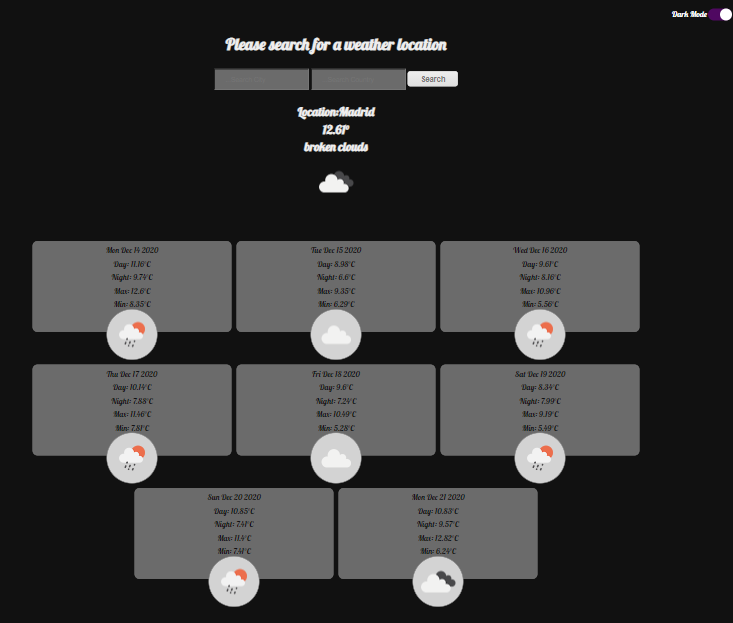 Dark Mode
Please search for a weather location
Search
Location:Madrid
12.61°
broken clouds
Mon Dec 14 2020
Day: 11.16°C
Night: 9.74°C
Max: 12.6°C
Min: 8.35°C
Tue Dec 15 2020
Day: 8.98°C
Night: 6.6°C
Max: 9.35°C
Min: 6.29°C
Wed Dec 16 2020
Day: 9.61°C
Night: 8.16°C
Max: 10.96°C
Min: 5.56°C
Thu Dec 17 2020
Day: 10.14°C
Night: 7.88°C
Max: 11.46°C
Min: 7.81°C
Fri Dec 18 2020
Day: 9.6°C
Night: 7.24°C
Max: 10.49°C
Min: 5.28°C
Sat Dec 19 2020
Day: 8.34°C
Night: 7.99°C
Max: 9.19°C
Min: 5.49°C
Sun Dec 20 2020
Day: 10.85°C
Night: 7.41°C
Max: 11.4°C
Min: 7.41°C
Mon Dec 21 2020
Day: 10.83°C
Night: 9.57°C
Max: 12.82°C
Min: 6.24°C